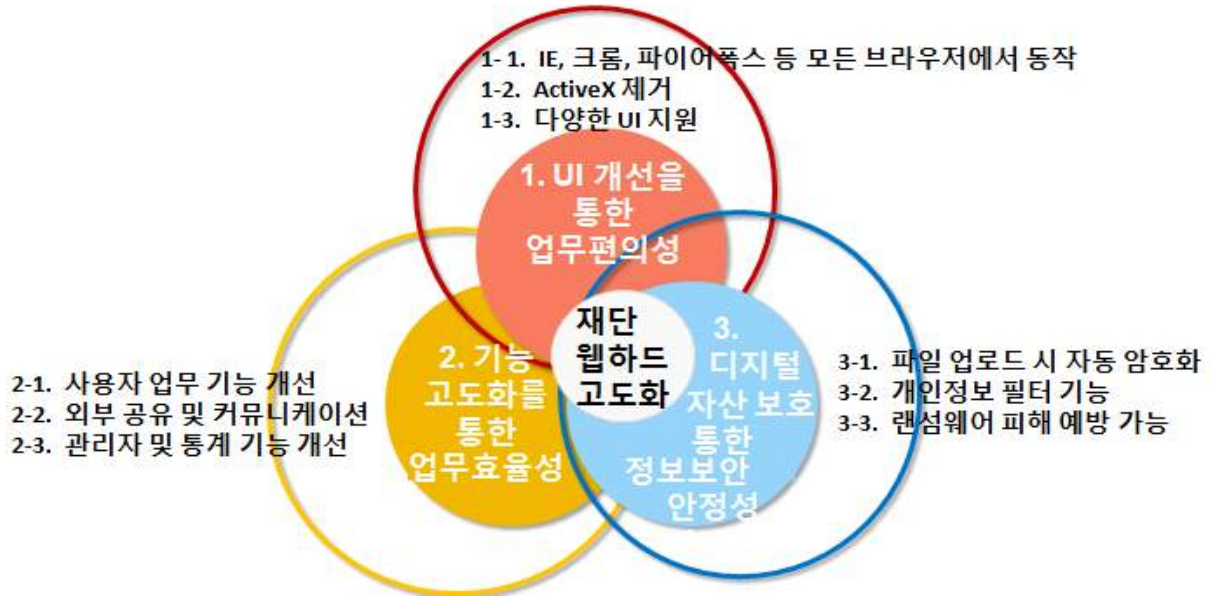 1- 1. IE, 크롬, 파이어폭스 등 모든 브라우저에서 동작
1-2. ActiveX 제거
1-3. 다양한 UI 지원
1. UI 개선을
통한
업무편의성
재단
웹하드
고도화
2. 기능
고도화를
통한
업무효율성
2-1. 사용자 업무 기능 개선
2-2. 외부 공유 및 커뮤니케이션
2-3. 관리자 및 통계 기능 개선
3.
디지털
자산 보호
통한
정보보안
안정성
3-1. 파일 업로드 시 자동 암호화
3-2. 개인정보 필터 기능
3-3. 랜섬웨어 피해 예방 가능